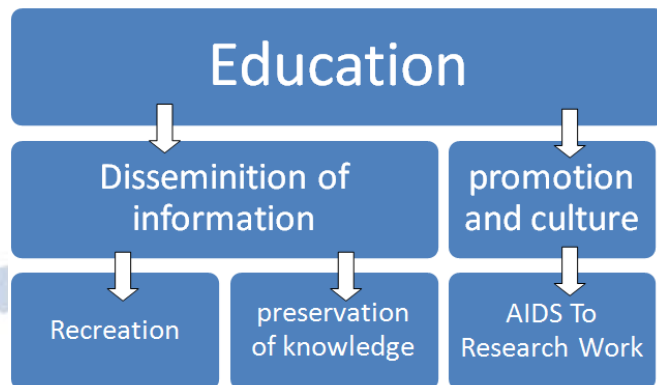 Education
Disseminition of
information
promotion
and culture
Recreation
preservation
of knowledge
AIDS To
Research Work